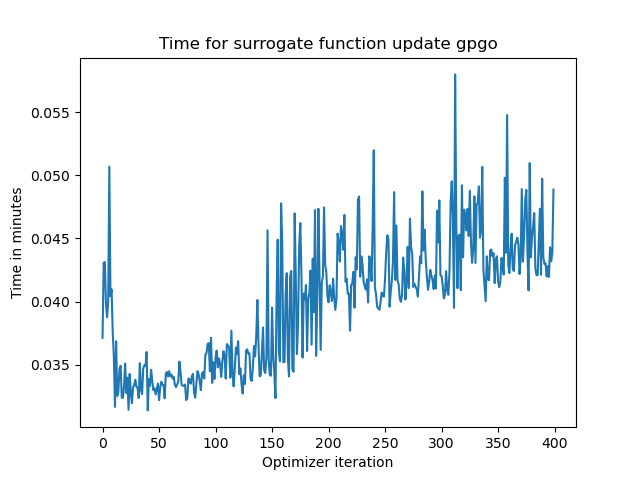 Time for surrogate function update gpgo
Time in minutes
0.055
0.050
0.045
0.040
0.035
0 50 100 150 200 250 300 350 400
Optimizer iteration